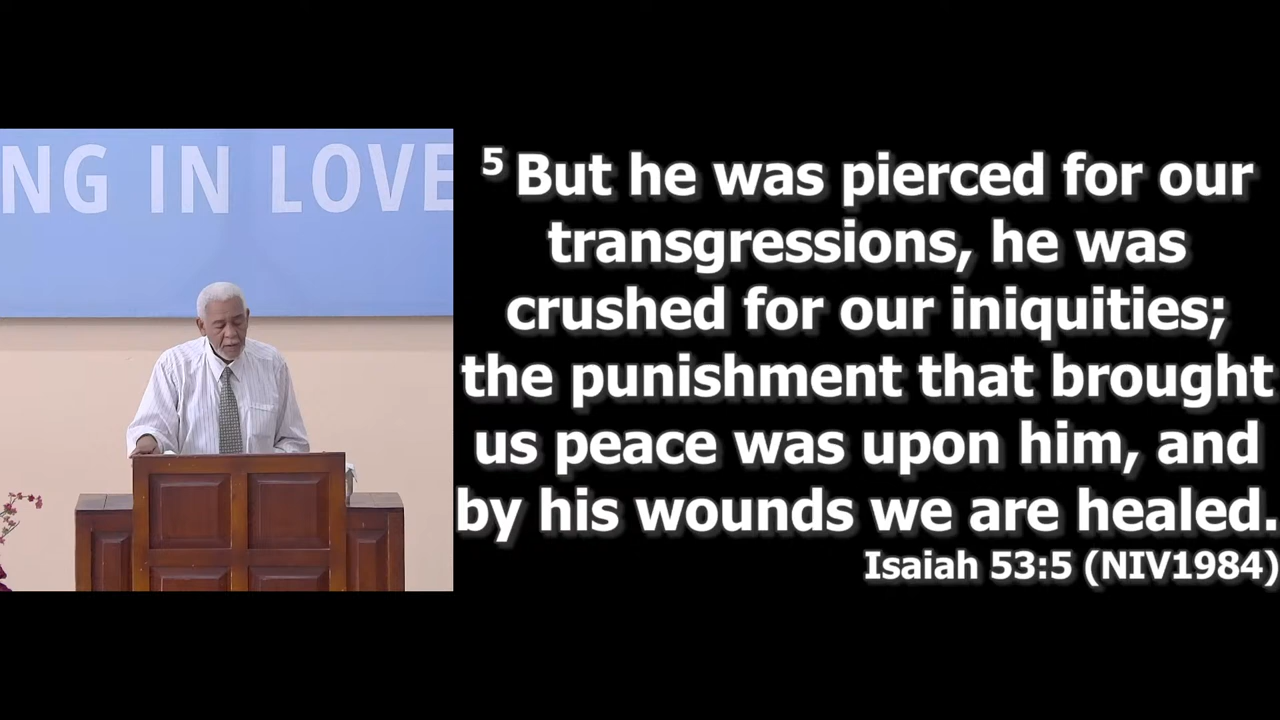 NG IN LOVE
5 But he was pierced for our
transgressions, he was
crushed for our iniquities;
the punishment that brought
us peace was upon him, and
by his wounds we are healed.
Isaiah 53:5 (NIV1984)